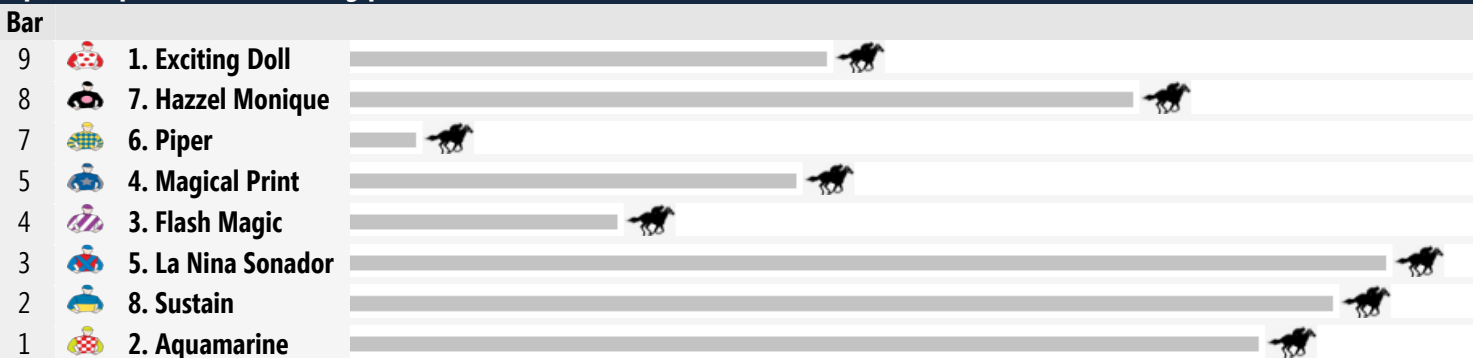 Bar
9 1. Exciting Doll
8 7. Hazzel Monique
7 6. Piper
5 4. Magical Print
4 3. Flash Magic
3 5. La Nina Sonador
2 8. Sustain
1 2. Aquamarine